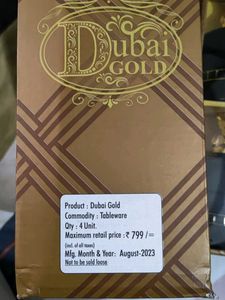 Dubai
GOLD
Product : Dubai Gold
Commodity : Tableware
Qty : 4 Unit.
Maximum retail price : ₹ 799 /=
(incl. of all taxes)
Mfg. Month & Year: August-2023
Not to be sold loose